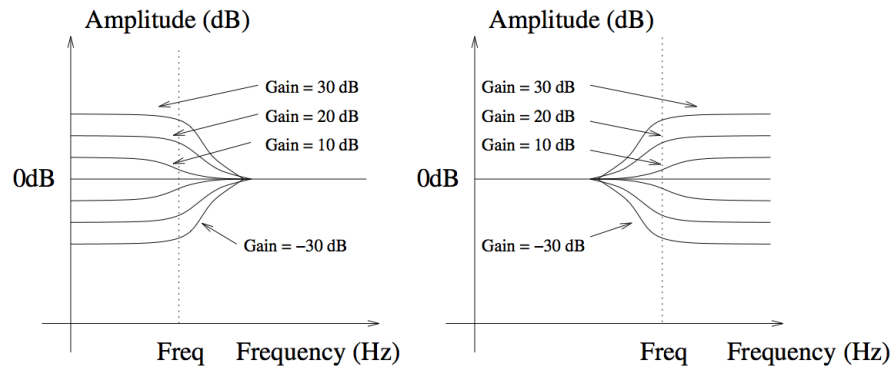 Amplitude (dB)
Gain = 30 dB
Gain = 20 dB
Gain = 10 dB
0dB
Gain = −30 dB
Freq
Frequency (Hz)
Amplitude (dB)
Gain = 30 dB
Gain = 20 dB
Gain = 10 dB
0dB
Gain = −30 dB
Freq
Frequency (Hz)